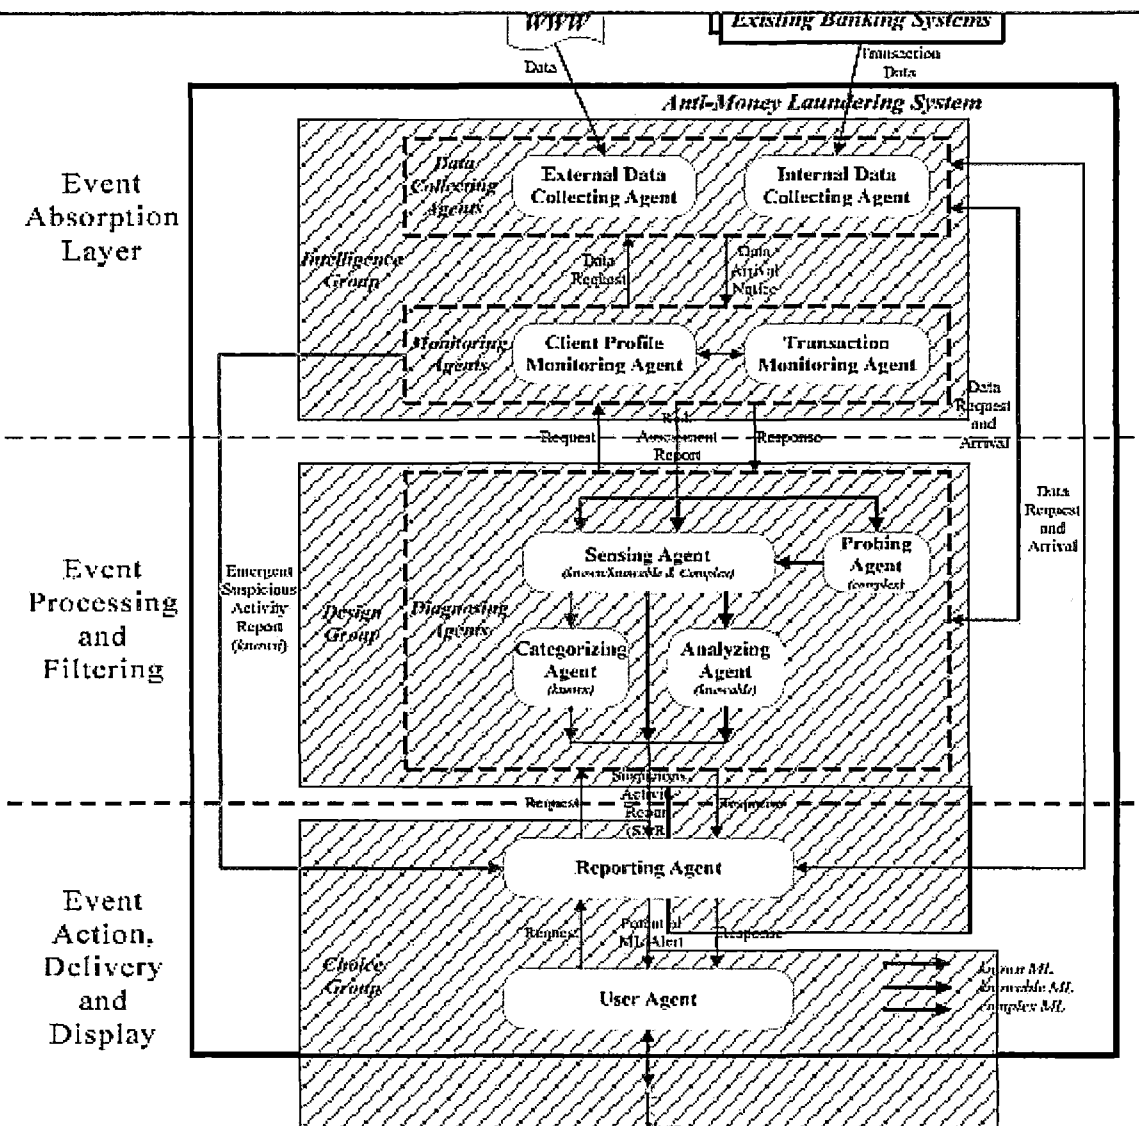 WWW
Existing Banking Systems
Data
Transaction
Data
Anti-Money Laundering System
Event
Absorption
Layer
Intelligence
Group
Data
Collecting
Agents
External Data
Collecting Agent
Internal Data
Collecting Agent
Data
Request
Data
Arrival
Notice
Monitoring
Agents
Client Profile
Monitoring Agent
Transaction
Monitoring Agent
Data
Request
and
Arrival
Request
Risk
Assessment
Report
Response
Data
Request
and
Arrival
Event
Processing
and
Filtering
Emergent
Suspicious
Activity
Report
(known)
Design
Group
Diagnosing
Agents
Sensing Agent
(known/knowable & Complex)
Probing
Agent
(complex)
Categorizing
Agent
(known)
Analyzing
Agent
(knowable)
Request
Suspicious
Activity
Report
(SAR)
Response
Reporting Agent
Event
Action,
Delivery
and
Display
Choice
Group
Request
Potential
ML Alert
Response
User Agent
known ML
knowable ML
complex ML